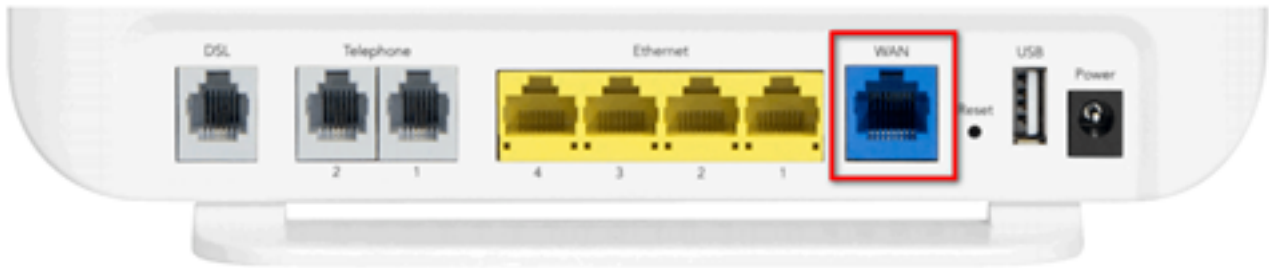 DSL
Telephone
Ethernet
WAN
USB
Power
Reset
2 1
4 3 2 1